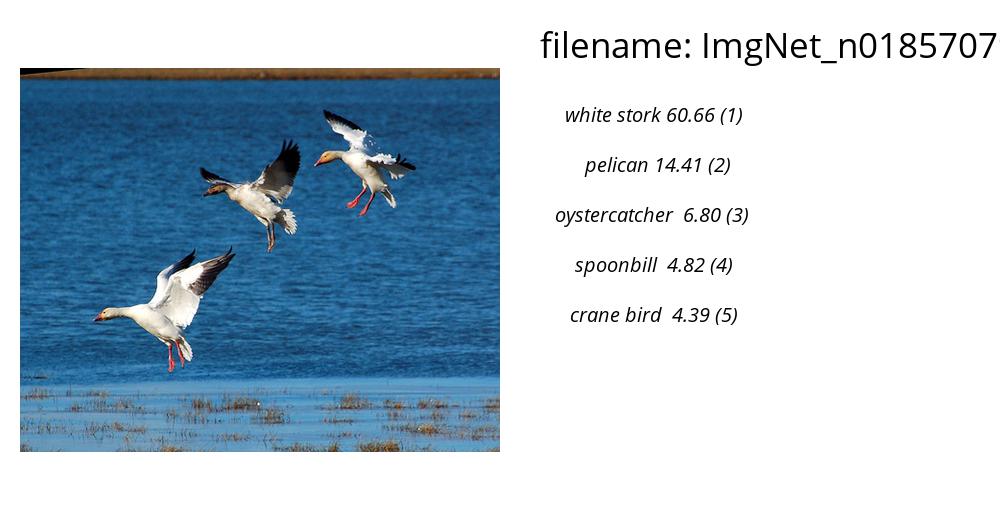 filename: ImgNet_n0185707
white stork 60.66 (1)
pelican 14.41 (2)
oystercatcher 6.80 (3)
spoonbill 4.82 (4)
crane bird 4.39 (5)